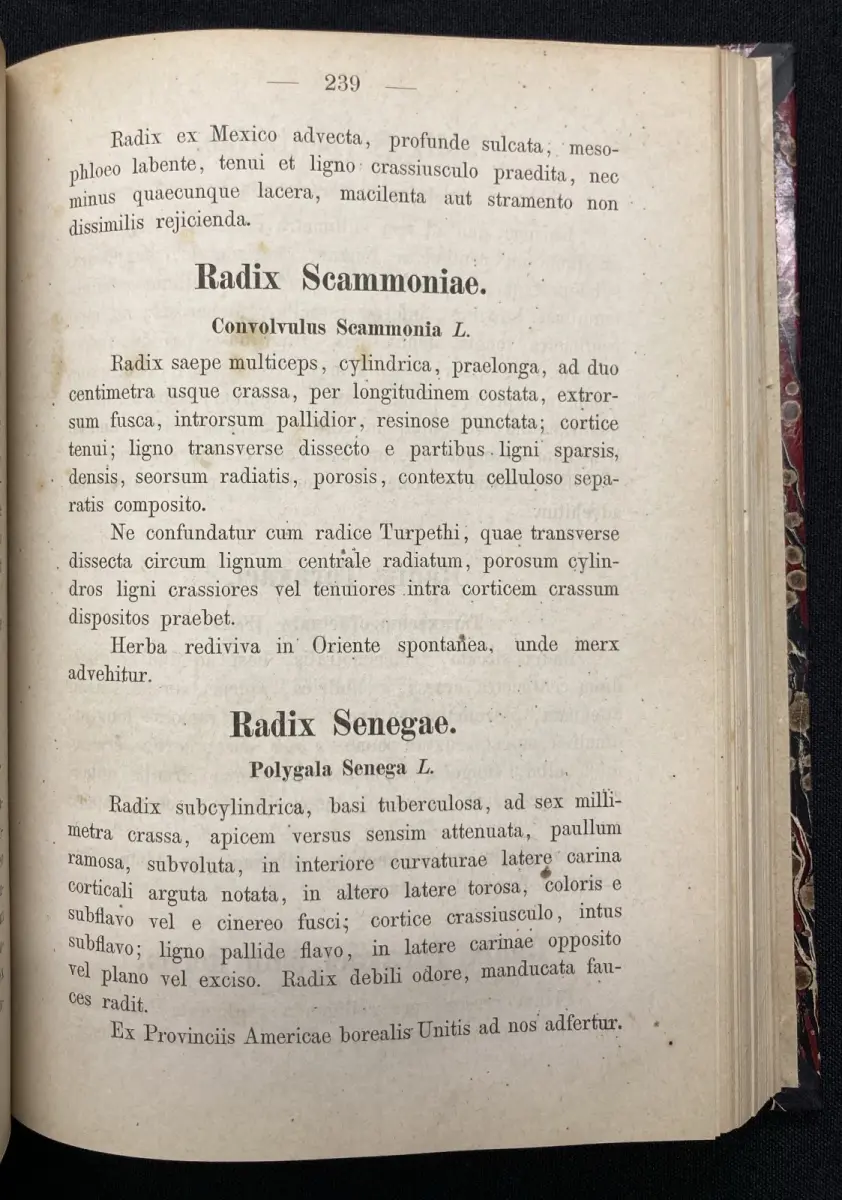 — 239 —
Radix ex Mexico advecta, profunde sulcata, meso-
phloeo labente, tenui et ligno crassiusculo praedita, nec
minus quaecunque lacera, macilenta aut stramento non
dissimilis rejicienda.
Radix Scammoniae.
Convolvulus Scammonia L.
Radix saepe multiceps, cylindrica, praelonga, ad duo
centimetra usque crassa, per longitudinem costata, extror-
sum fusca, introrsum pallidior, resinose punctata; cortice
tenui; ligno transverse dissecto e partibus ligni sparsis,
densis, seorsum radiatis, porosis, contextu celluloso sepa-
ratis composito.
Ne confundatur cum radice Turpethi, quae transverse
dissecta circum lignum centrale radiatum, porosum cylin-
dros ligni crassiores vel tenuiores intra corticem crassum
dispositos praebet.
Herba rediviva in Oriente spontanea, unde merx
advehitur.
Radix Senegae.
Polygala Senega L.
Radix subcylindrica, basi tuberculosa, ad sex milli-
metra crassa, apicem versus sensim attenuata, paullum
ramosa, subvoluta, in interiore curvaturae latere carina
corticali arguta notata, in altero latere torosa, coloris e
subflavo vel e cinereo fusci; cortice crassiusculo, intus
subflavo; ligno pallide flavo, in latere carinae opposito
vel plano vel exciso. Radix debili odore, manducata fau-
ces radit.
Ex Provinciis Americae borealis Unitis ad nos adfertur.